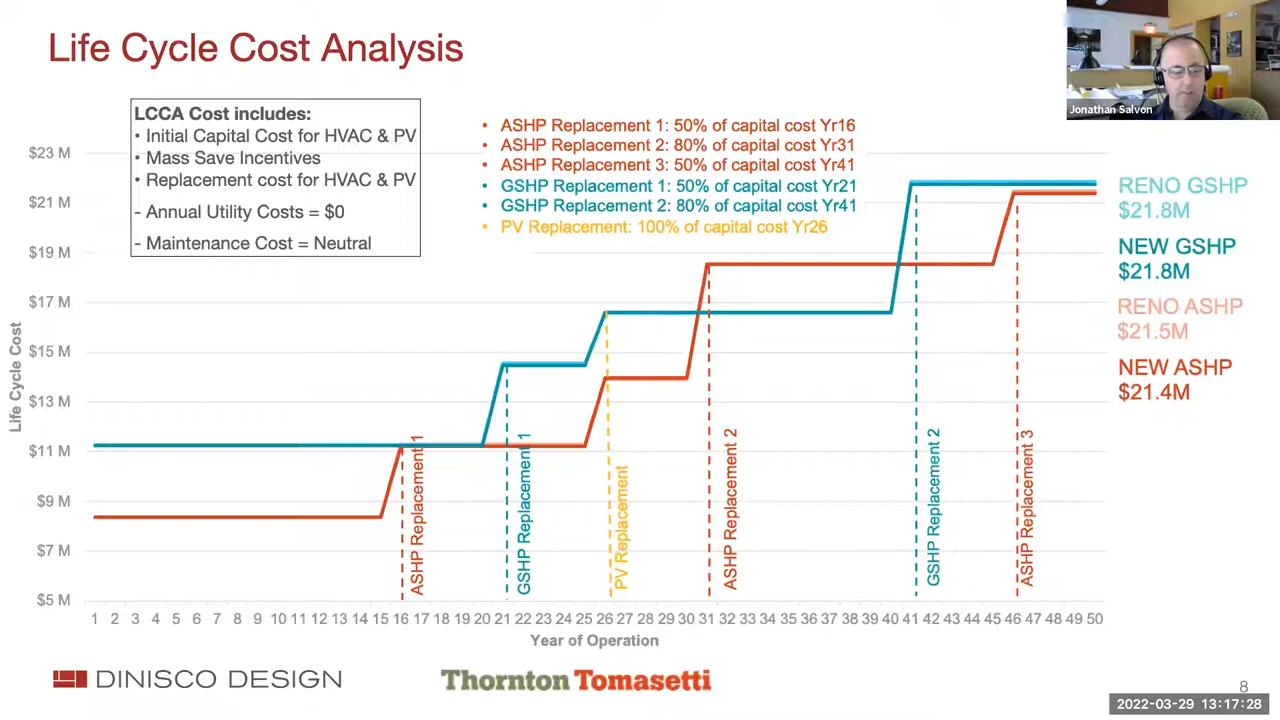 Life Cycle Cost Analysis
Jonathan Salvon
LCCA Cost includes:
• Initial Capital Cost for HVAC & PV
• Mass Save Incentives
• Replacement cost for HVAC & PV
- Annual Utility Costs = $0
- Maintenance Cost = Neutral
• ASHP Replacement 1: 50% of capital cost Yr16
• ASHP Replacement 2: 80% of capital cost Yr31
• ASHP Replacement 3: 50% of capital cost Yr41
• GSHP Replacement 1: 50% of capital cost Yr21
• GSHP Replacement 2: 80% of capital cost Yr41
• PV Replacement: 100% of capital cost Yr26
$23 M
$21 M
$19 M
$17 M
$15 M
$13 M
$11 M
$9 M
$7 M
$5 M
Life Cycle Cost
RENO GSHP
$21.8M
NEW GSHP
$21.8M
RENO ASHP
$21.5M
NEW ASHP
$21.4M
ASHP Replacement 1
GSHP Replacement 1
PV Replacement
ASHP Replacement 2
GSHP Replacement 2
ASHP Replacement 3
1 2 3 4 5 6 7 8 9 10 11 12 13 14 15 16 17 18 19 20 21 22 23 24 25 26 27 28 29 30 31 32 33 34 35 36 37 38 39 40 41 42 43 44 45 46 47 48 49 50
Year of Operation
DINISCO DESIGN
Thornton Tomasetti
8
2022-03-29 13:17:28